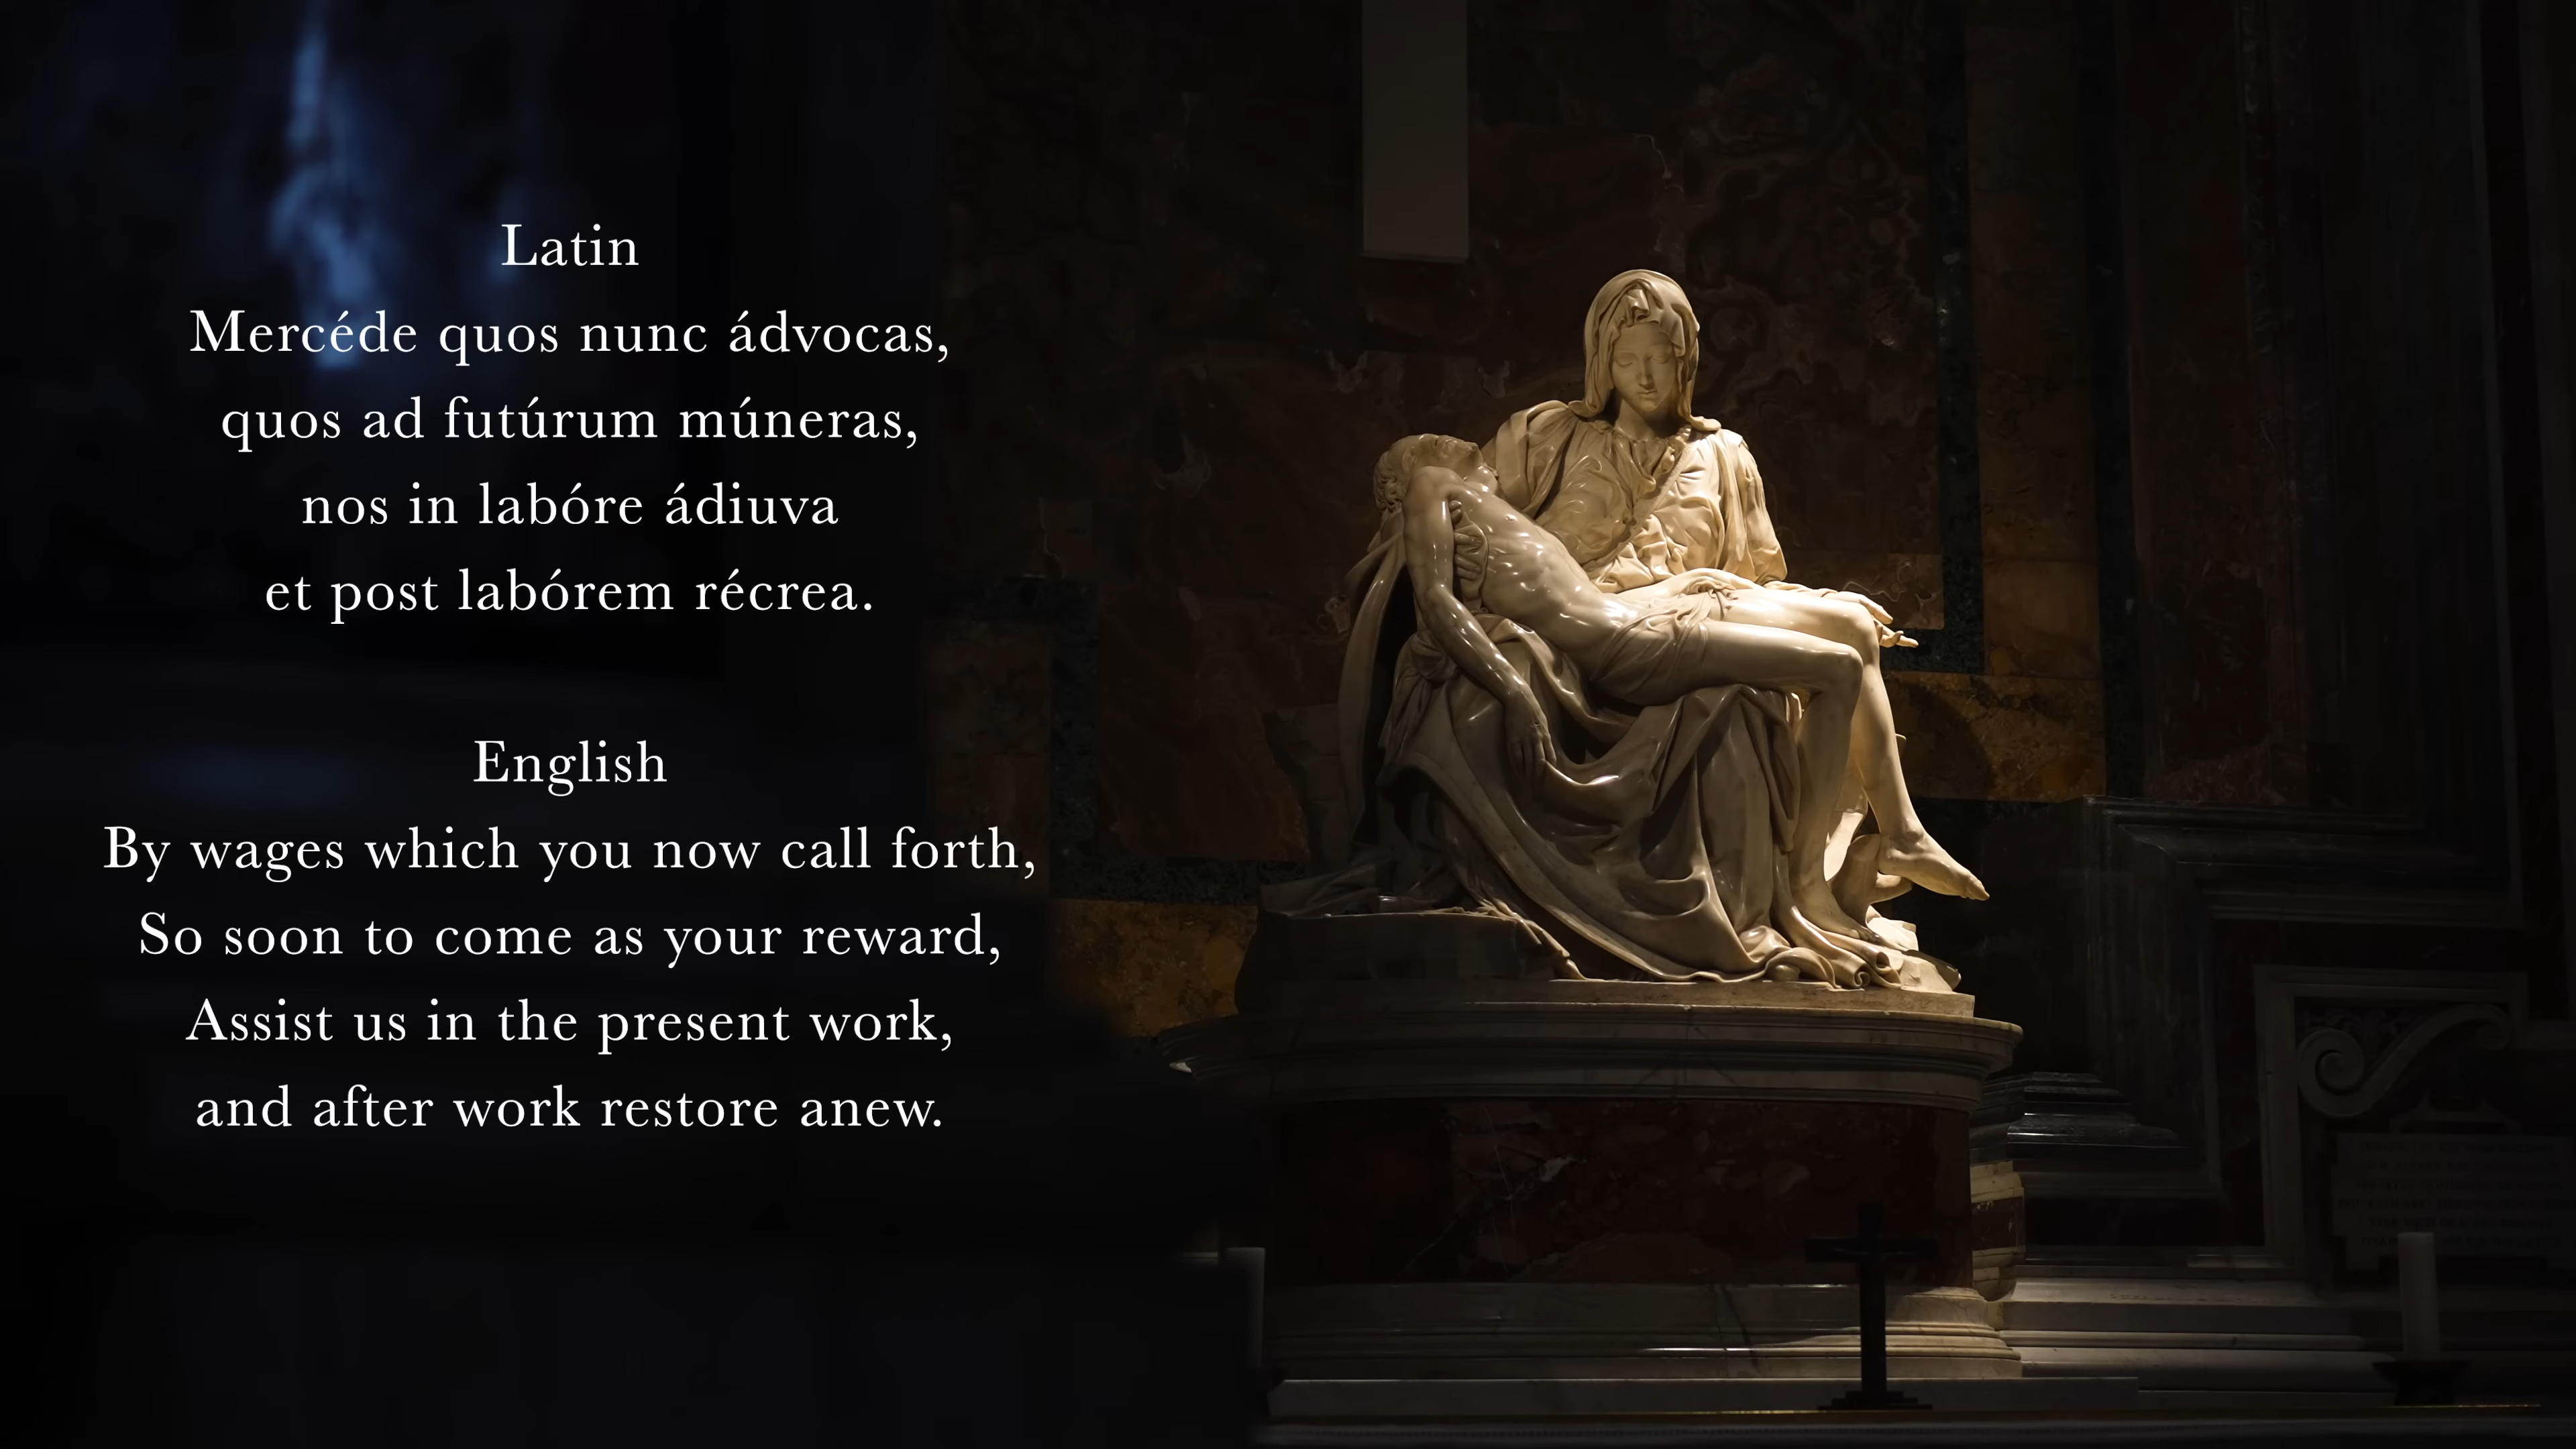 Latin
Mercéde quos nunc ádvocas,
quos ad futúrum múneras,
nos in labóre ádiuva
et post labórem récrea.
English
By wages which you now call forth,
So soon to come as your reward,
Assist us in the present work,
and after work restore anew.